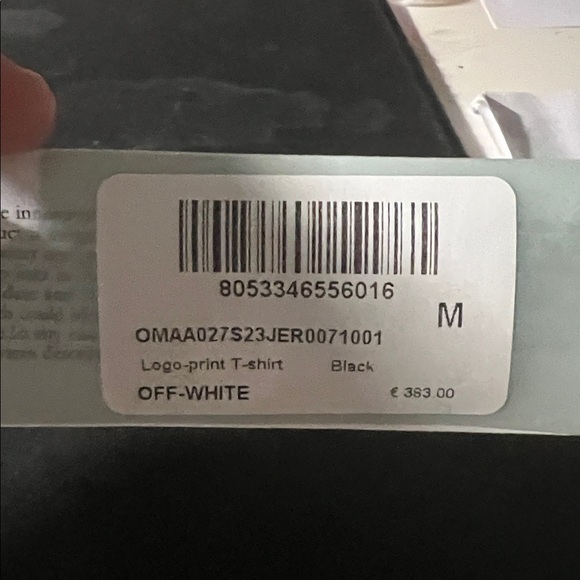 8053346556016
M
OMAA027S23JER0071001
Logo-print T-shirt Black
OFF-WHITE € 383.00